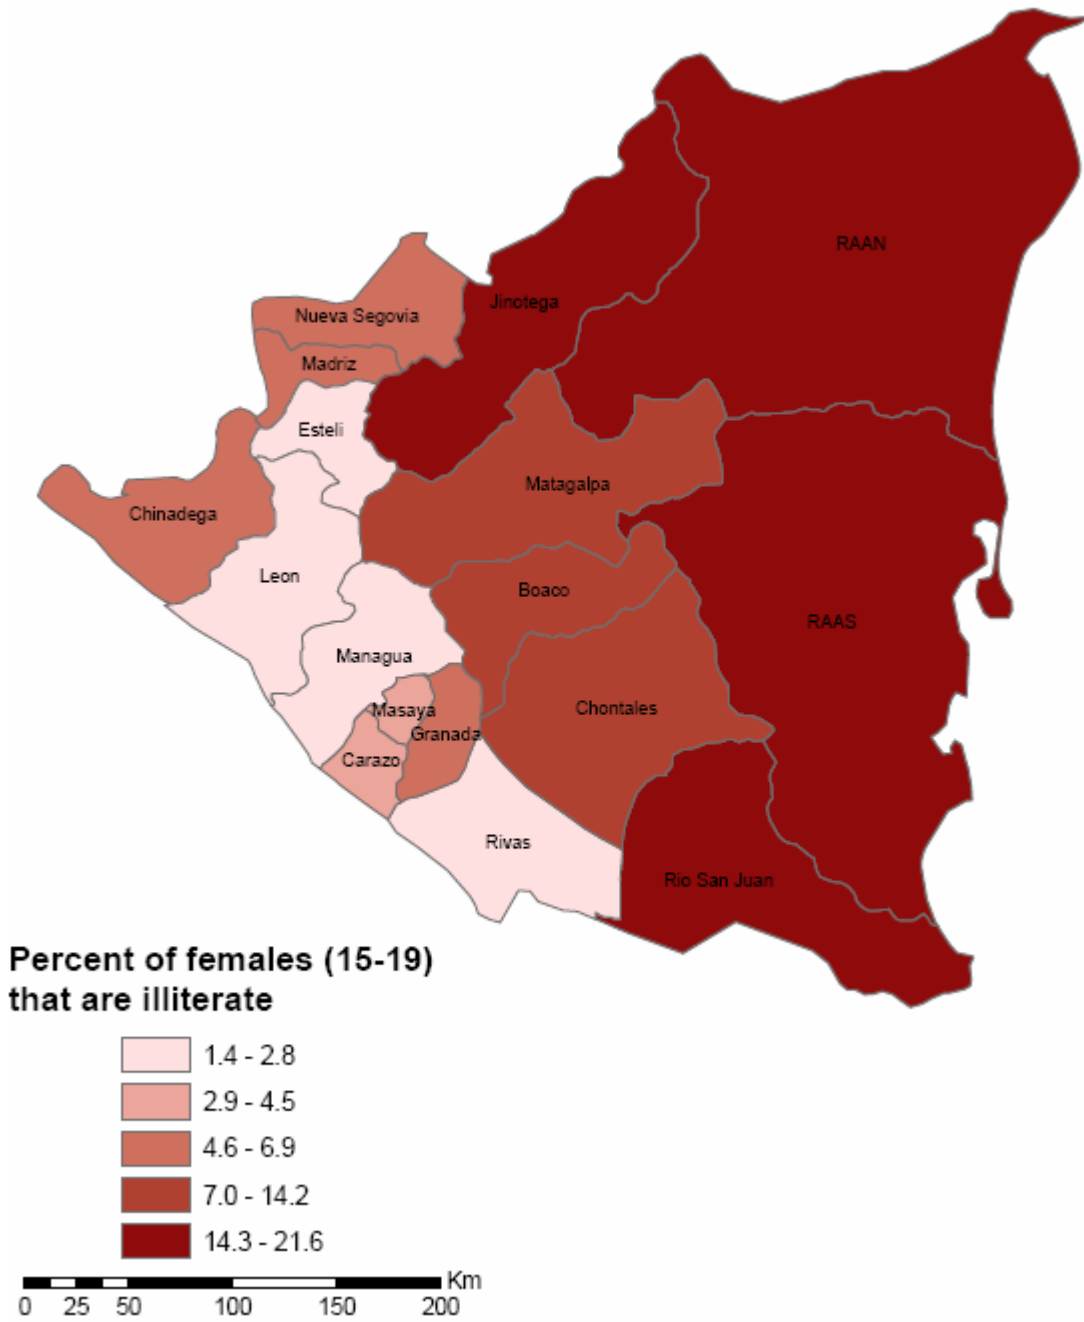 RAAN
Jinotega
Nueva Segovia
Madriz
Esteli
Matagalpa
Chinadega
Leon
Boaco
RAAS
Managua
Masaya
Chontales
Granada
Carazo
Rivas
Rio San Juan
Percent of females (15-19)
that are illiterate
1.4 - 2.8
2.9 - 4.5
4.6 - 6.9
7.0 - 14.2
14.3 - 21.6
Km
0 25 50 100 150 200